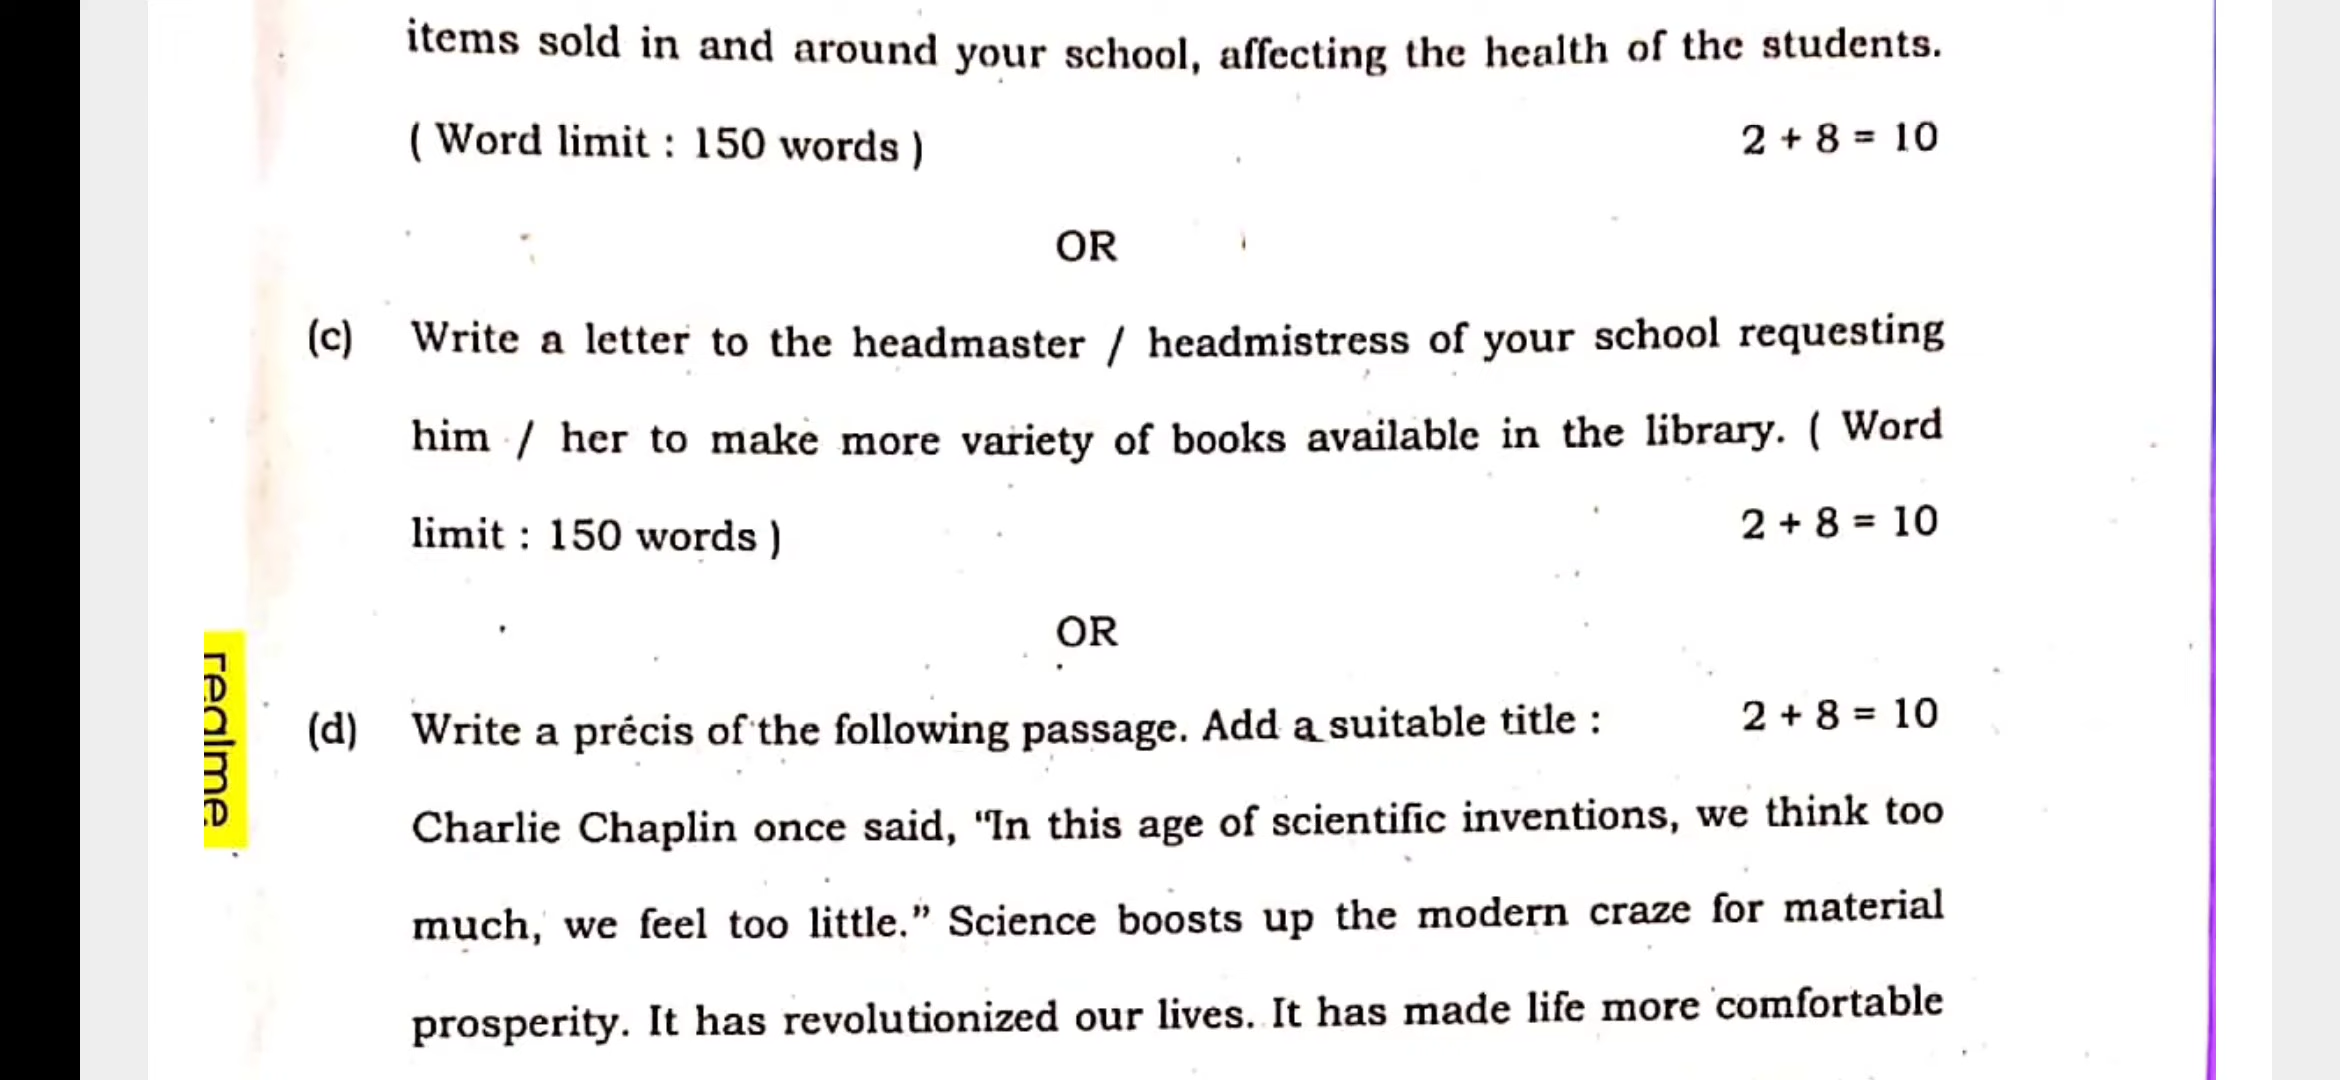 items sold in and around your school, affecting the health of the students.
( Word limit : 150 words ) 2 + 8 = 10
OR
(c) Write a letter to the headmaster / headmistress of your school requesting
him / her to make more variety of books available in the library. ( Word
limit : 150 words ) 2 + 8 = 10
OR
(d) Write a précis of the following passage. Add a suitable title : 2 + 8 = 10
Charlie Chaplin once said, “In this age of scientific inventions, we think too
much, we feel too little.” Science boosts up the modern craze for material
prosperity. It has revolutionized our lives. It has made life more comfortable
realme